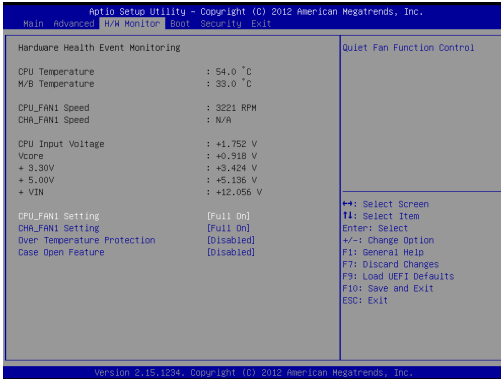 Aptio Setup Utility – Copyright (C) 2012 American Megatrends, Inc.
Main Advanced H/W Monitor Boot Security Exit
Hardware Health Event Monitoring
Quiet Fan Function Control
CPU Temperature : 54.0 °C
M/B Temperature : 33.0 °C
CPU_FAN1 Speed : 3221 RPM
CHA_FAN1 Speed : N/A
CPU Input Voltage : +1.752 V
Vcore : +0.918 V
+ 3.30V : +3.424 V
+ 5.00V : +5.136 V
+ VIN : +12.056 V
CPU_FAN1 Setting [Full On]
CHA_FAN1 Setting [Full On]
Over Temperature Protection [Disabled]
Case Open Feature [Disabled]
↔: Select Screen
↑↓: Select Item
Enter: Select
+/-: Change Option
F1: General Help
F7: Discard Changes
F9: Load UEFI Defaults
F10: Save and Exit
ESC: Exit
Version 2.15.1234. Copyright (C) 2012 American Megatrends, Inc.